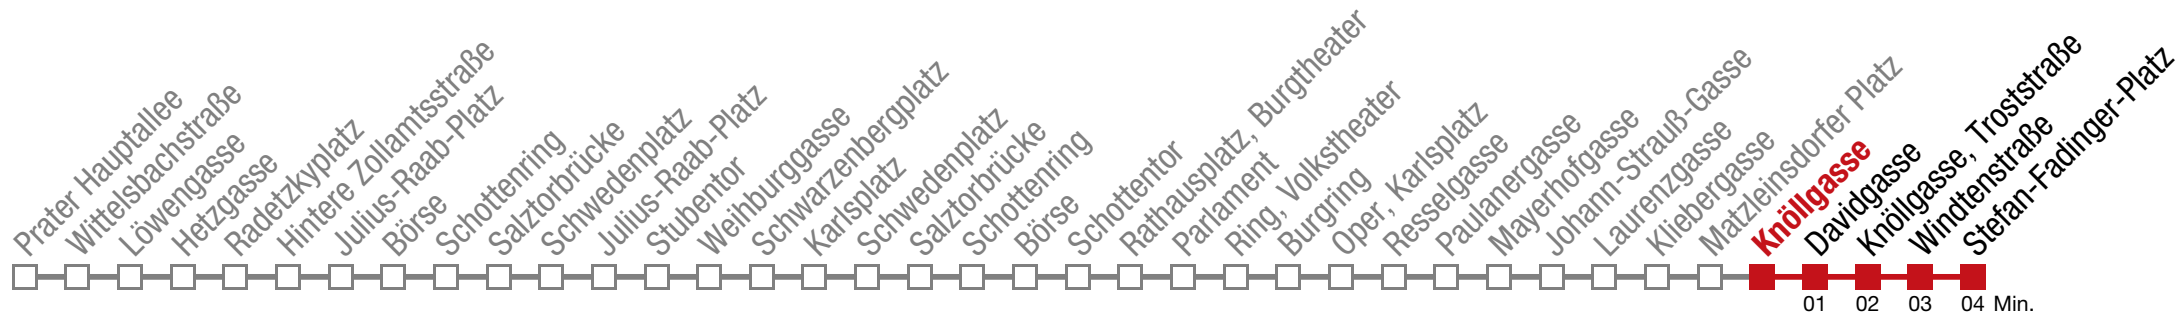 Prater Hauptallee
Wittelsbachstraße
Löwengasse
Hetzgasse
Radetzkyplatz
Hintere Zollamtsstraße
Julius-Raab-Platz
Börse
Schottenring
Salztorbrücke
Schwedenplatz
Julius-Raab-Platz
Stubentor
Weihburggasse
Schwarzenbergplatz
Karlsplatz
Schwedenplatz
Salztorbrücke
Schottenring
Börse
Schottentor
Rathausplatz, Burgtheater
Parlament
Ring, Volkstheater
Burgring
Oper, Karlsplatz
Resselgasse
Paulanergasse
Mayerhofgasse
Johann-Strauß-Gasse
Laurenzgasse
Kliebergasse
Matzleinsdorfer Platz
Knöllgasse
Davidgasse
Knöllgasse, Troststraße
Windtenstraße
Stefan-Fadinger-Platz
01 02 03 04 Min.